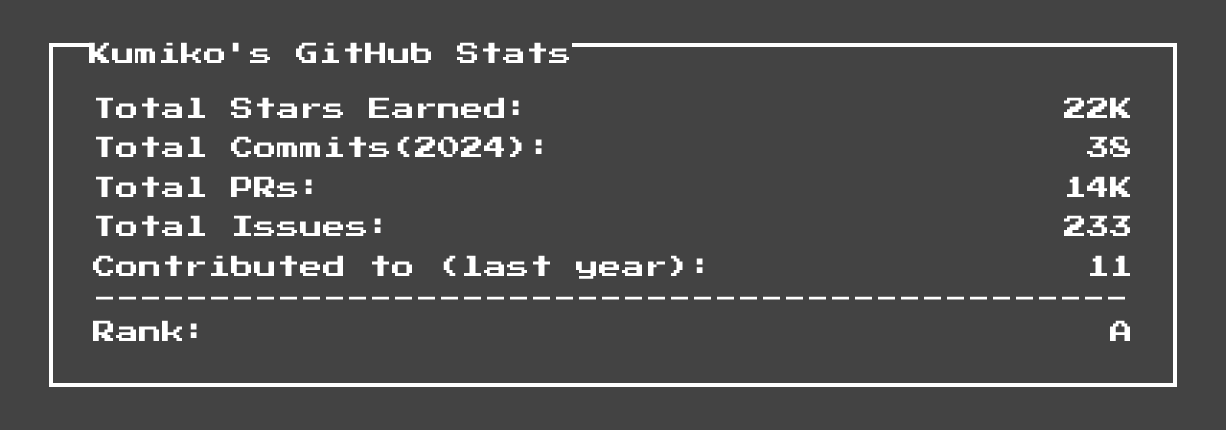 Kumiko's GitHub Stats
Total Stars Earned: 22K
Total Commits(2024): 38
Total PRs: 14K
Total Issues: 233
Contributed to (last year): 11
Rank: A